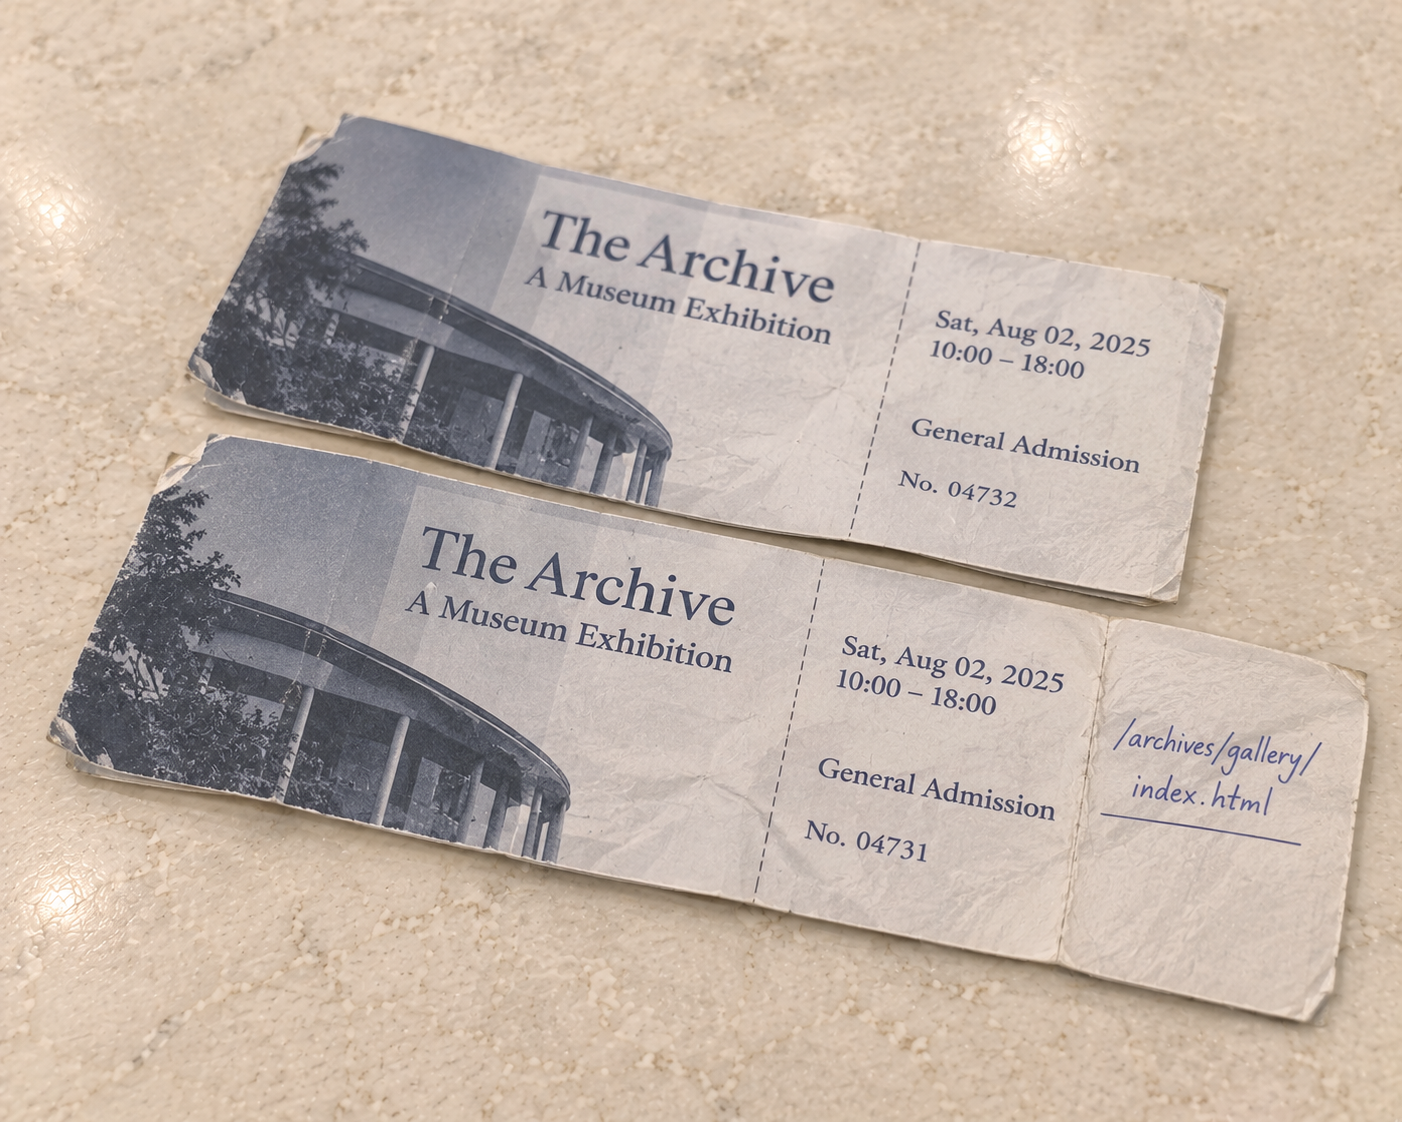 The Archive
A Museum Exhibition
Sat, Aug 02, 2025
10:00 – 18:00
General Admission
No. 04732
The Archive
A Museum Exhibition
Sat, Aug 02, 2025
10:00 – 18:00
General Admission
No. 04731
/archives/gallery/
index.html